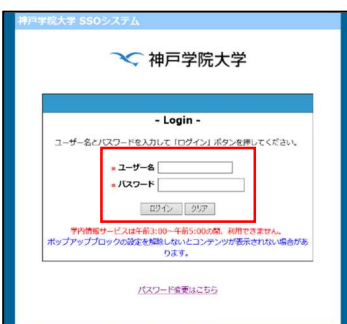 神戸学院大学 SSOシステム
神戸学院大学
- Login -
ユーザー名とパスワードを入力して「ログイン」ボタンを押してください。
* ユーザー名
* パスワード
ログイン クリア
学内情報サービスは午前3:00～午前5:00の間、利用できません。
ポップアップブロックの設定を解除しないとコンテンツが表示されない場合があ
ります。
パスワード変更はこちら